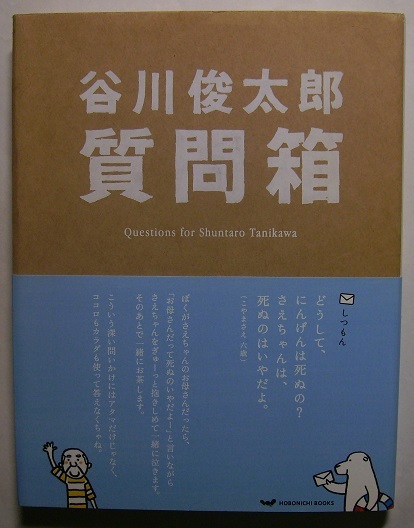 谷川俊太郎
質問箱
Questions for Shuntaro Tanikawa
しつもん
どうして、
にんげんは死ぬの?
さえちゃんは、
死ぬのはいやだよ。
(こやまさえ 六歳)
ぼくがさえちゃんのお母さんだったら、
「お母さんだって死ぬのいやだよー」と言いながら
さえちゃんをぎゅーっと抱きしめて一緒に泣きます。
そのあとで一緒にお茶します。
こういう深い問いかけにはアタマだけじゃなく、
ココロもカラダも使って答えなくちゃね。
HOBONICHI BOOKS